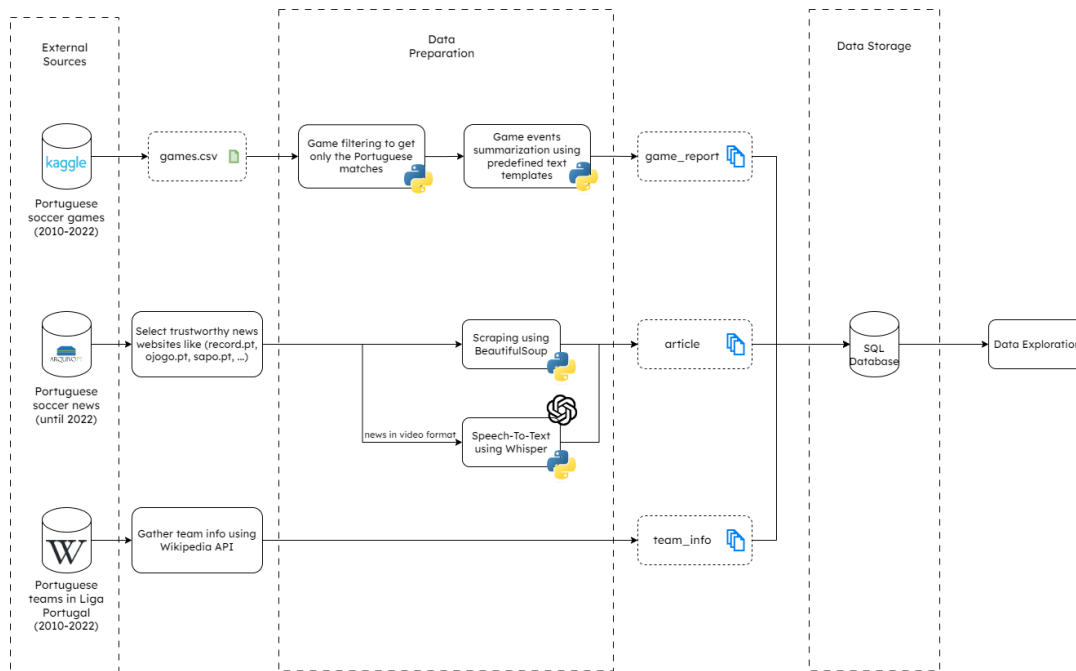 External
Sources
Data
Preparation
Data Storage
kaggle
Portuguese
soccer games
(2010-2022)
games.csv
Game filtering to get
only the Portuguese
matches
Game events
summarization using
predefined text
templates
game_report
ARQUIVO.PT
Portuguese
soccer news
(until 2022)
Select trustworthy news
websites like (record.pt,
ojogo.pt, sapo.pt, ...)
Scraping using
BeautifulSoup
article
SQL
Database
Data Exploration
news in video format
Speech-To-Text
using Whisper
W
Portuguese
teams in Liga
Portugal
(2010-2022)
Gather team info using
Wikipedia API
team_info